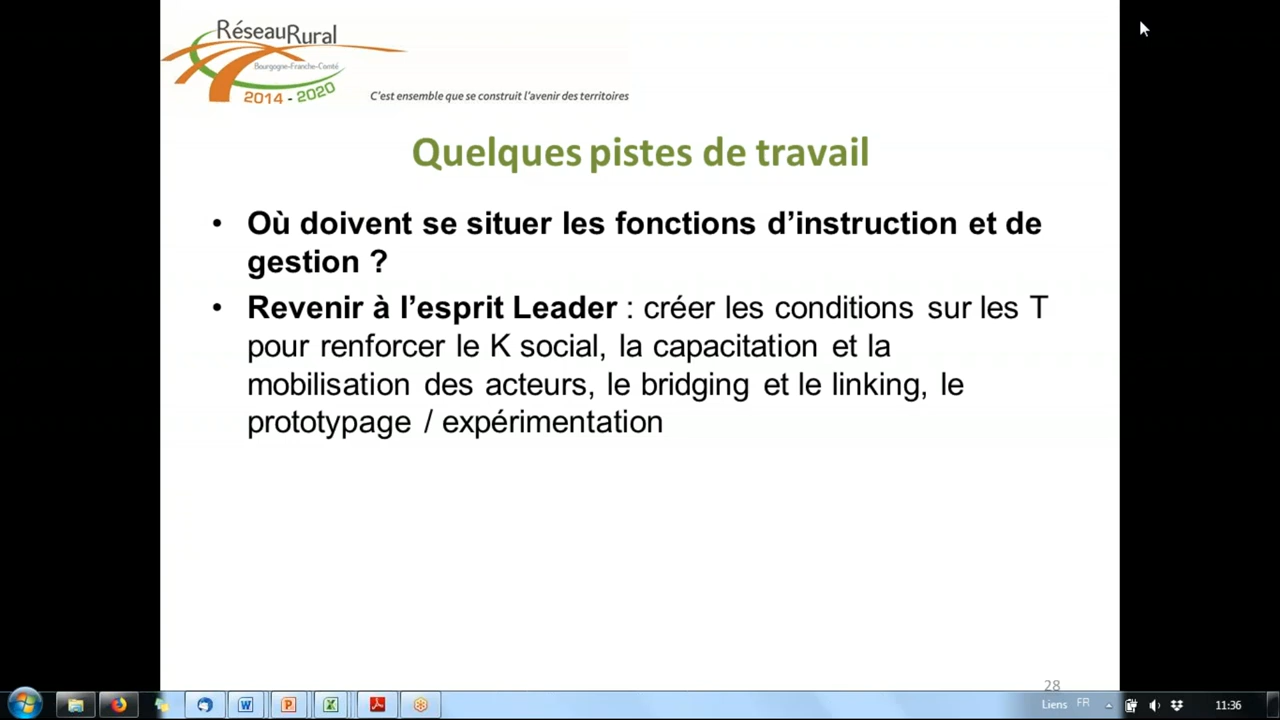 RéseauRural
Bourgogne-Franche-Comté
2014 - 2020
C'est ensemble que se construit l'avenir des territoires
Quelques pistes de travail
• Où doivent se situer les fonctions d’instruction et de
gestion ?
• Revenir à l’esprit Leader : créer les conditions sur les T
pour renforcer le K social, la capacitation et la
mobilisation des acteurs, le bridging et le linking, le
prototypage / expérimentation
28
Liens FR 11:36